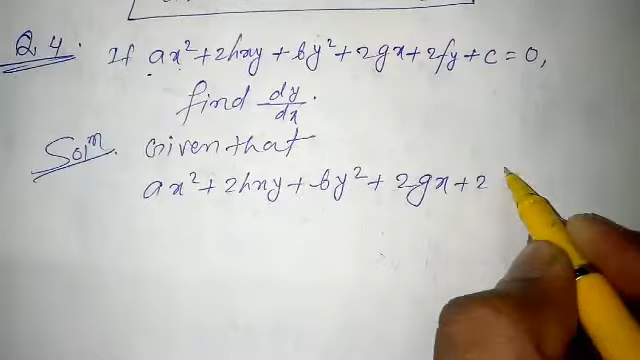 Q.4. If ax²+2hxy+by²+2gx+2fy+c=0,
find dy/dx.
Solⁿ. Given that
ax²+2hxy+by²+2gx+2